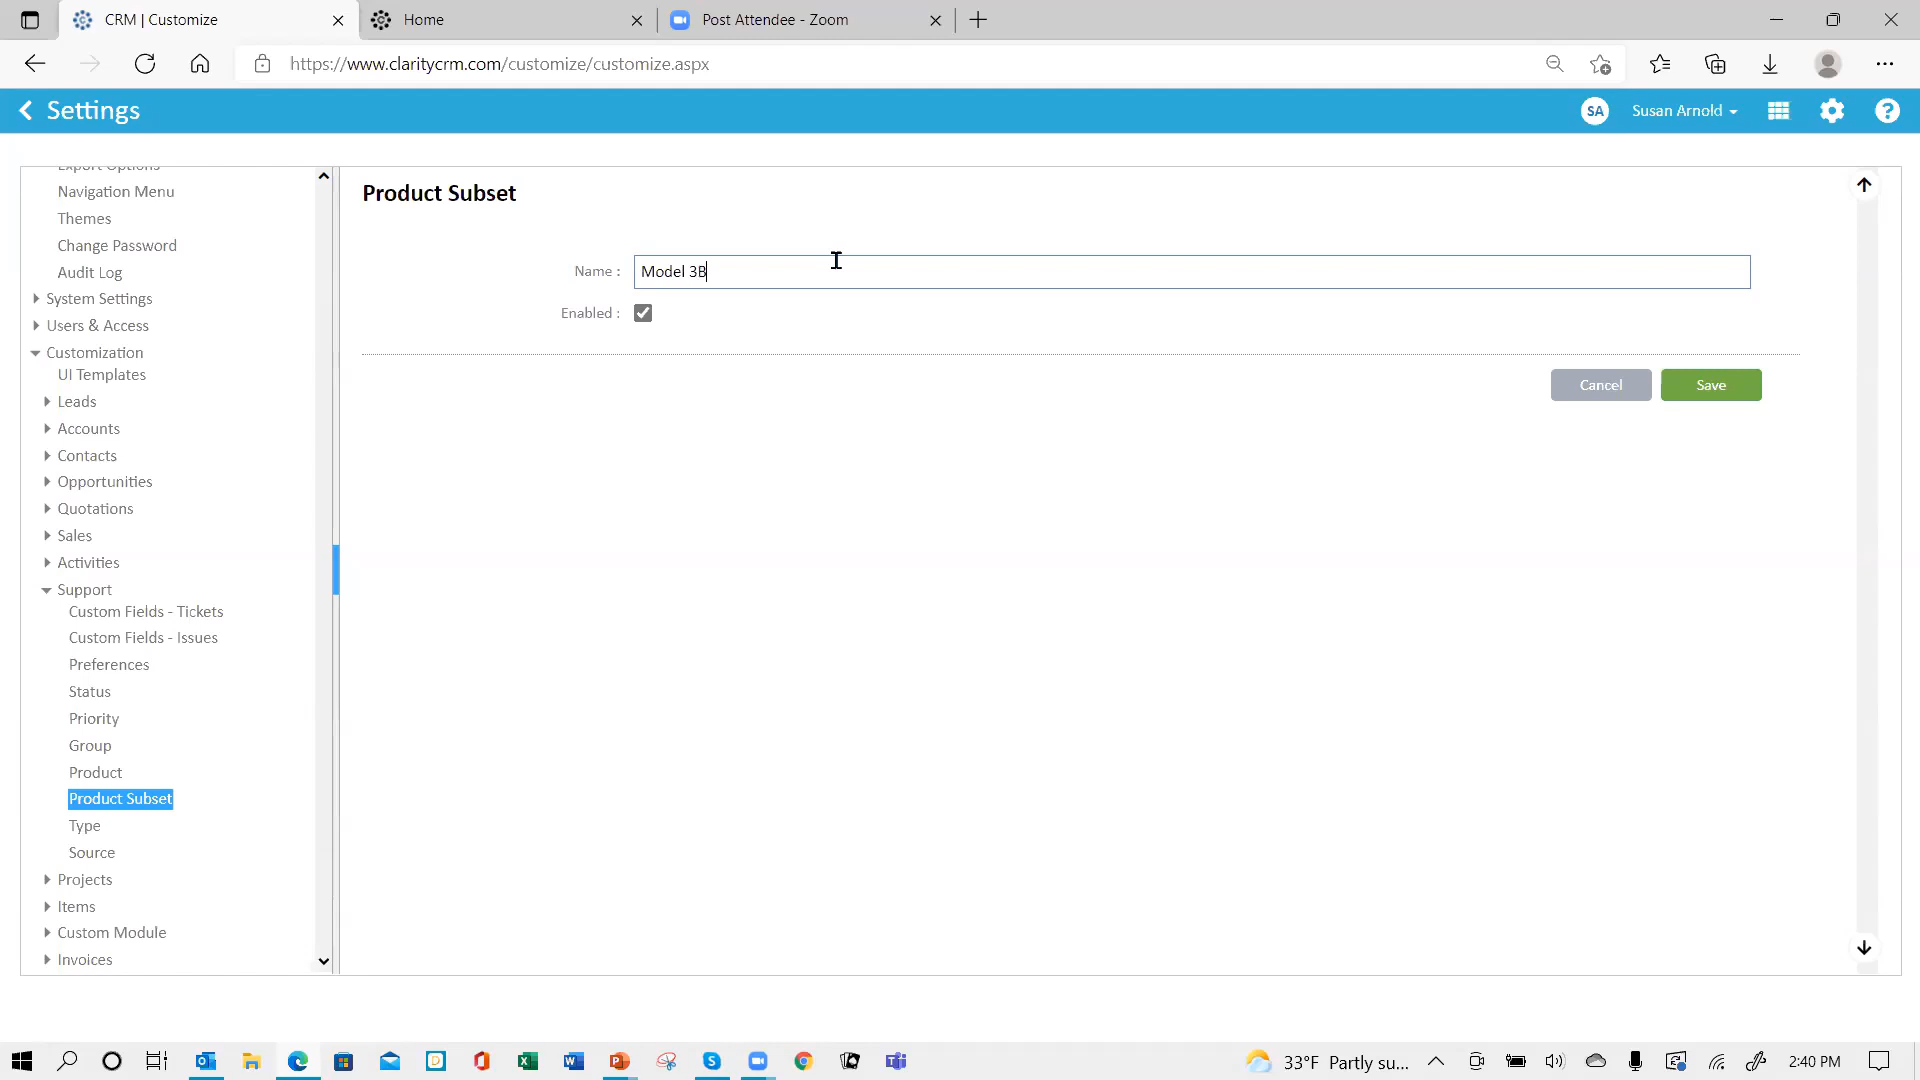 CRM | Customize
Home
Post Attendee - Zoom
https://www.claritycrm.com/customize/customize.aspx
Settings
SA
Susan Arnold
Export Options
Navigation Menu
Themes
Change Password
Audit Log
System Settings
Users & Access
Customization
UI Templates
Leads
Accounts
Contacts
Opportunities
Quotations
Sales
Activities
Support
Custom Fields - Tickets
Custom Fields - Issues
Preferences
Status
Priority
Group
Product
Product Subset
Type
Source
Projects
Items
Custom Module
Invoices
Product Subset
Name : Model 3B
Enabled :
Cancel Save
33°F Partly su... 2:40 PM